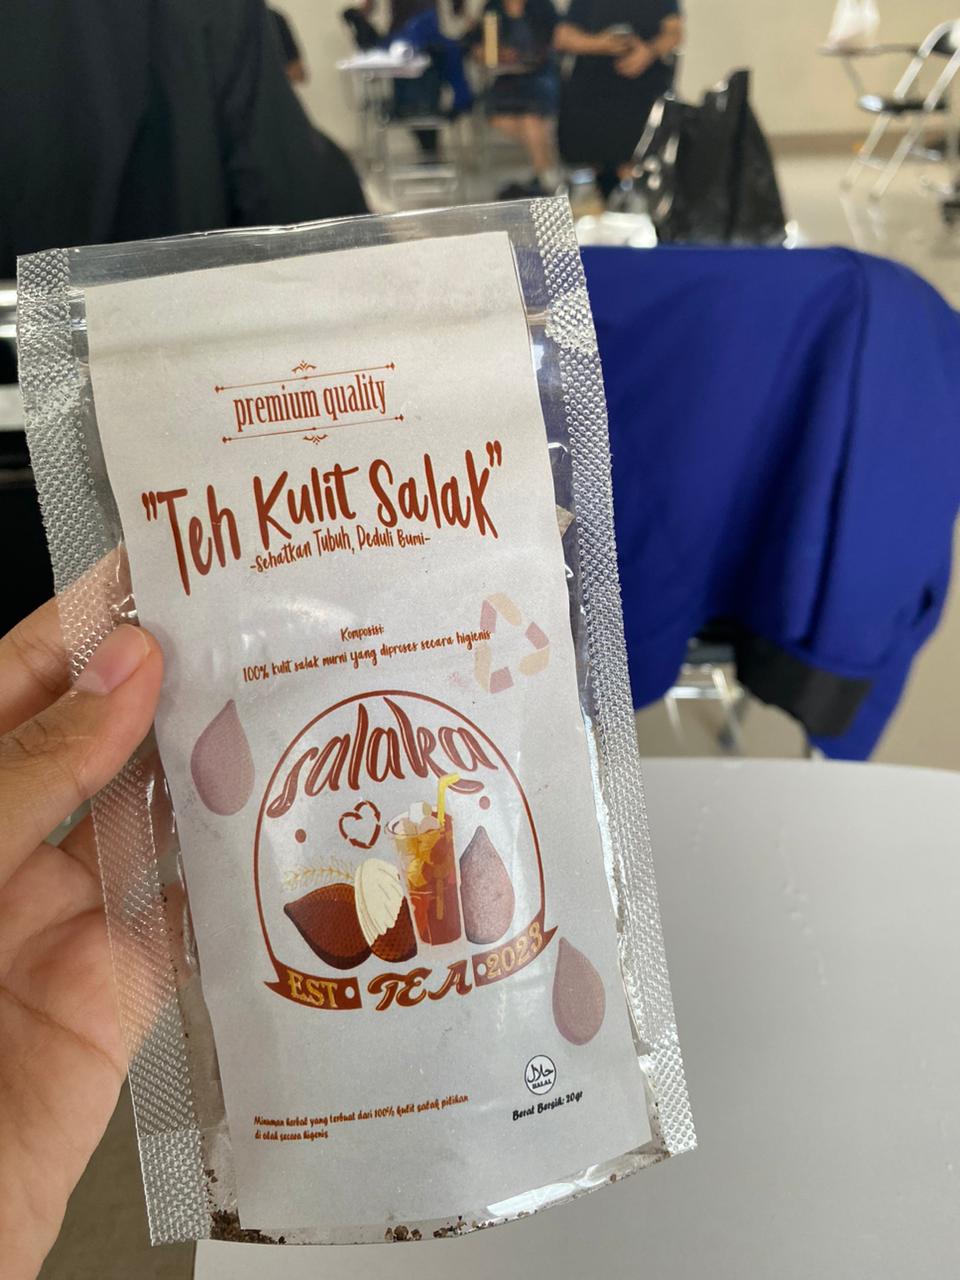 premium quality
"Teh Kulit Salak"
-Sehatkan Tubuh, Peduli Bumi-
Komposisi:
100% kulit salak murni yang diproses secara higienis
salaka
EST • TEA • 2023
حلال
HALAL
Berat Bersih: 20gr
Minuman herbal yang terbuat dari 100% kulit salak pilihan
di olah secara higenis